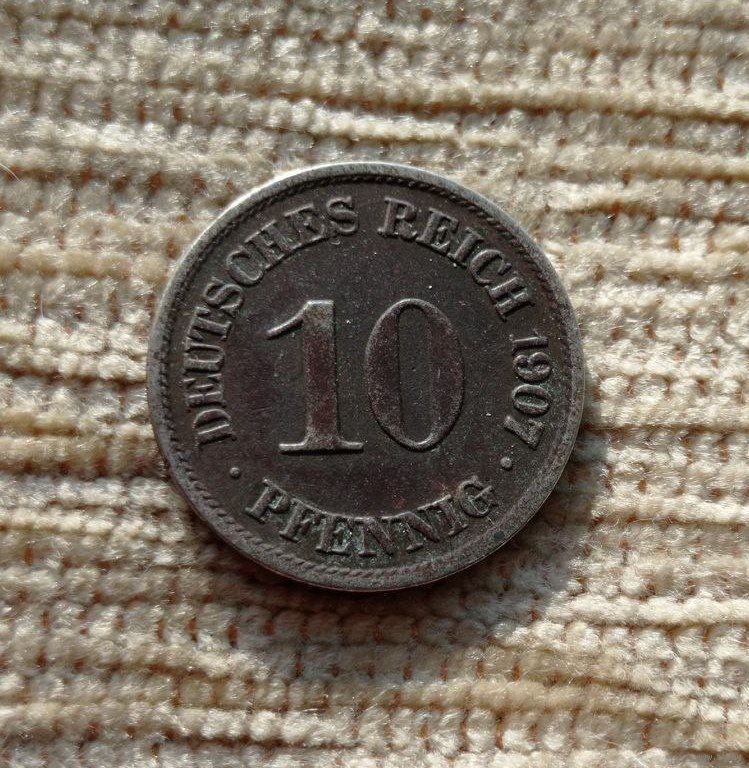 DEUTSCHES REICH 1907
10
· PFENNIG ·